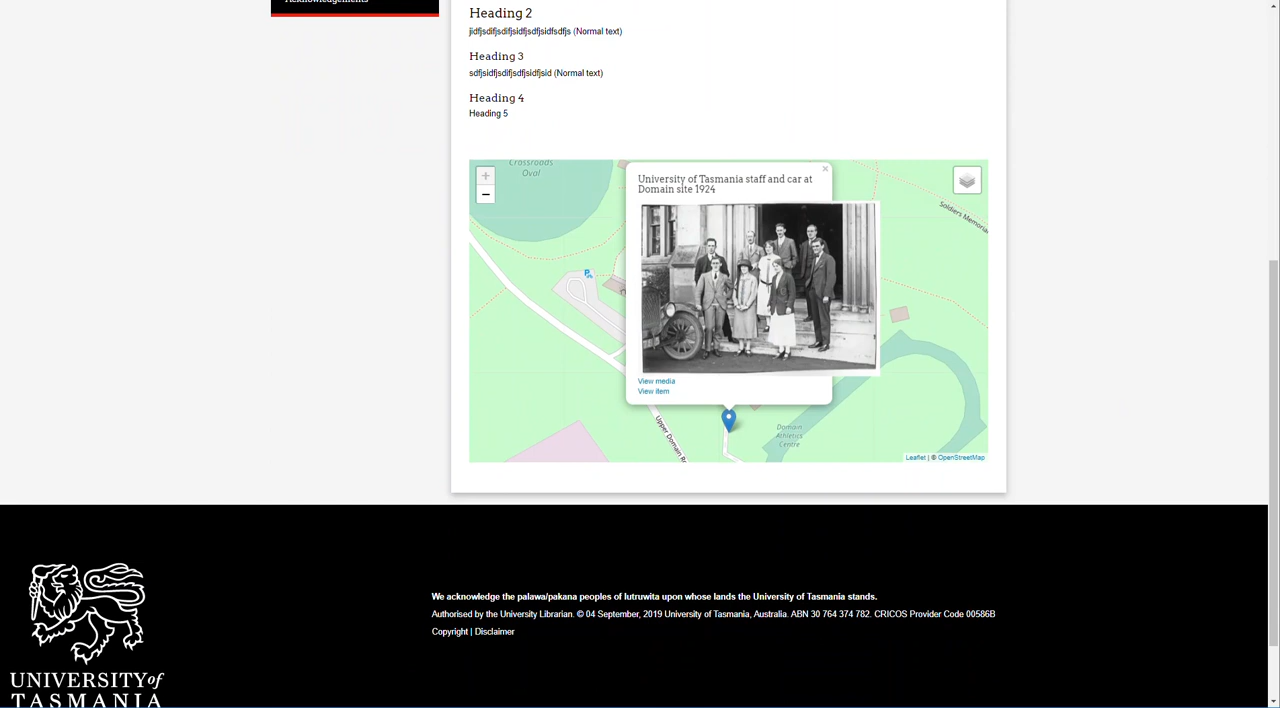 Acknowledgements
Heading 2
jidfjsdifjsdifjsidfjsdfjsidfsdfjs (Normal text)
Heading 3
sdfjsidfjsdifjsdfjsidfjsid (Normal text)
Heading 4
Heading 5
Crossroads
Oval
+
−
University of Tasmania staff and car at
Domain site 1924
×
Soldiers Memorial
P
View media
View item
Upper Domain R
Domain
Athletics
Centre
Leaflet | © OpenStreetMap
We acknowledge the palawa/pakana peoples of lutruwita upon whose lands the University of Tasmania stands.
Authorised by the University Librarian. © 04 September, 2019 University of Tasmania, Australia. ABN 30 764 374 782. CRICOS Provider Code 00586B
Copyright | Disclaimer
UNIVERSITY of
TASMANIA